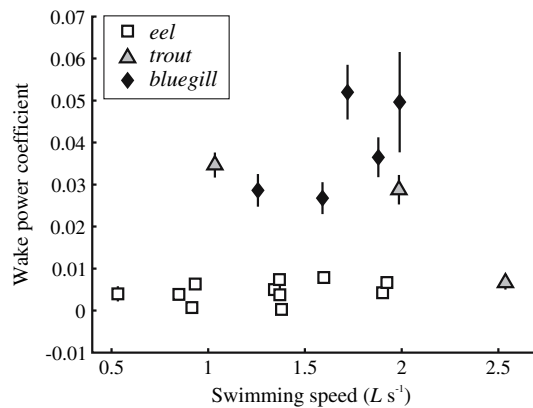 0.07
0.06
0.05
0.04
0.03
0.02
0.01
0
-0.01
Wake power coefficient
eel
trout
bluegill
0.5 1 1.5 2 2.5
Swimming speed (L s⁻¹)